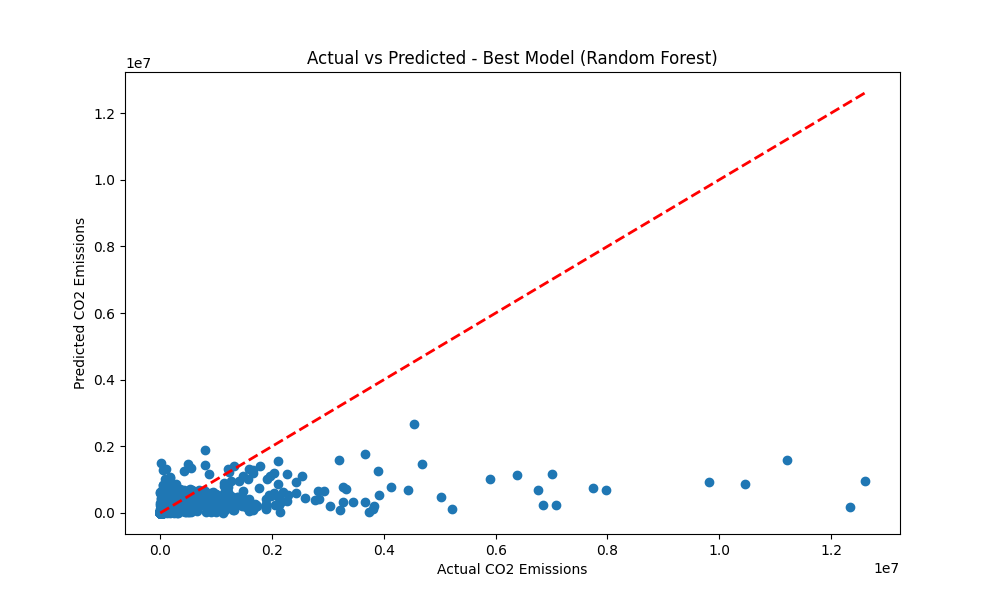 Actual vs Predicted - Best Model (Random Forest)
1e7
1.2
1.0
0.8
0.6
0.4
0.2
0.0
Predicted CO2 Emissions
0.0 0.2 0.4 0.6 0.8 1.0 1.2
1e7
Actual CO2 Emissions